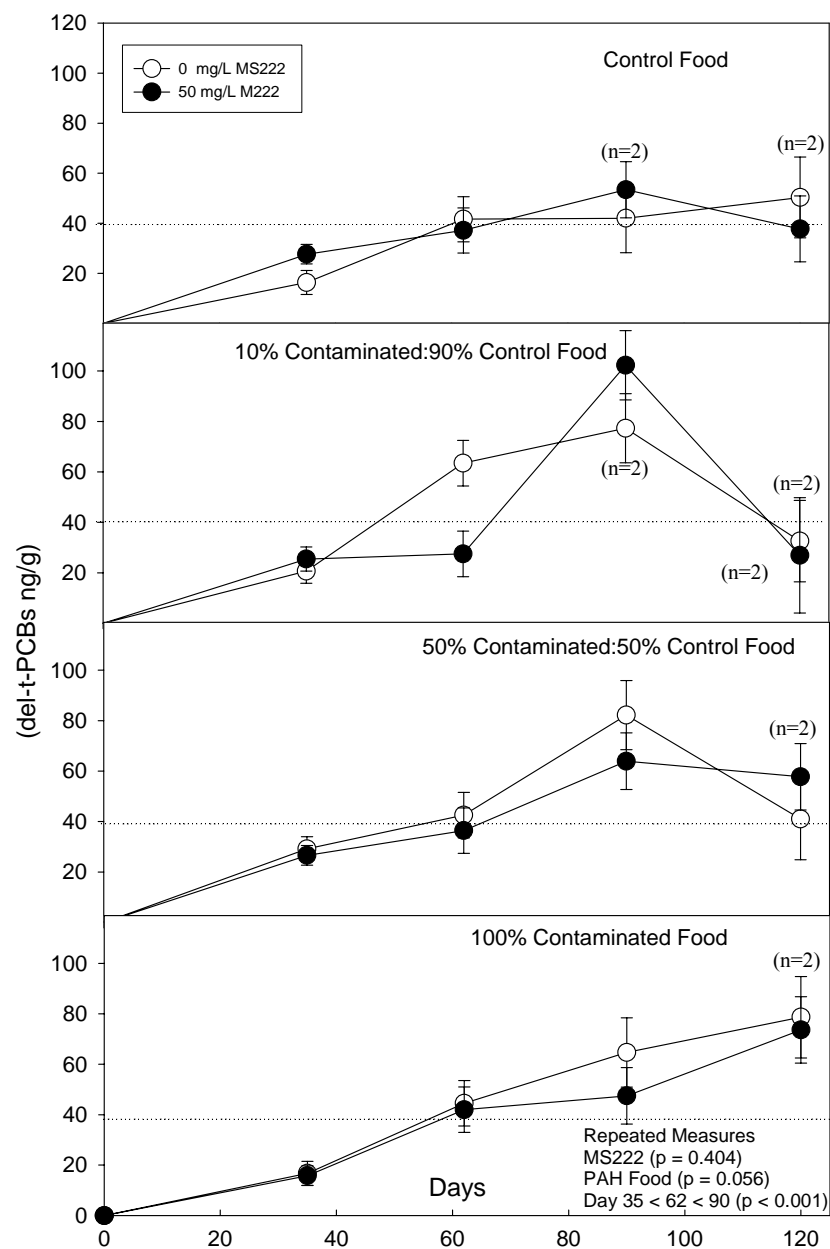 120
100
80
60
40
20
0 mg/L MS222
50 mg/L M222
Control Food
(n=2)
(n=2)
10% Contaminated:90% Control Food
100
80
60
40
20
(n=2)
(n=2)
(n=2)
50% Contaminated:50% Control Food
100
80
60
40
20
(n=2)
(del-t-PCBs ng/g)
100% Contaminated Food
100
80
60
40
20
0
(n=2)
Repeated Measures
MS222 (p = 0.404)
PAH Food (p = 0.056)
Day 35 < 62 < 90 (p < 0.001)
Days
0 20 40 60 80 100 120